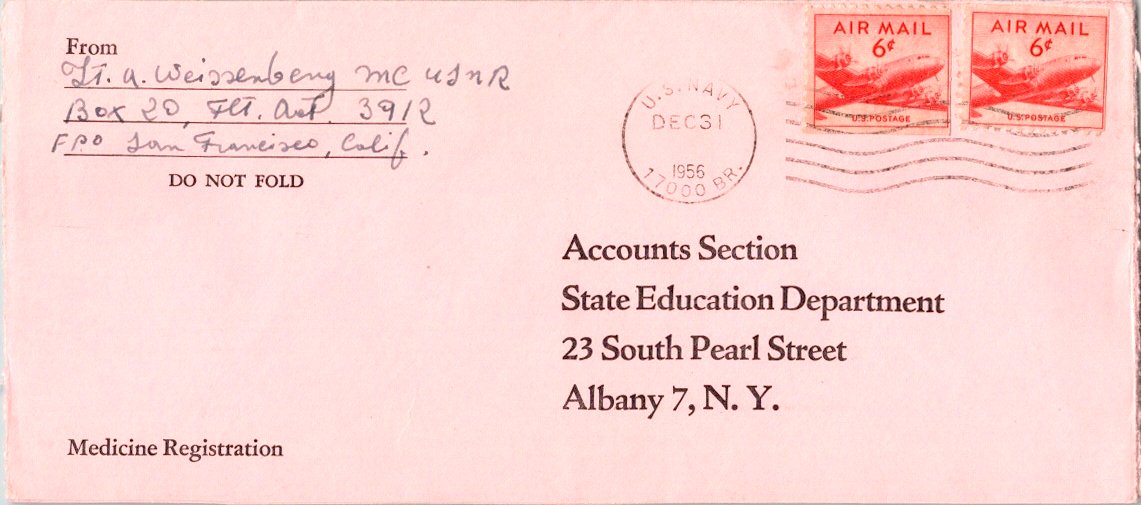 From
Lt. A. Weissenberg MC USNR
Box 20, Flt. Act. 3912
FPO San Francisco, Calif.
DO NOT FOLD
U.S. NAVY
DEC 31
1956
17000 BR.
AIR MAIL
6¢
U.S. POSTAGE
AIR MAIL
6¢
U.S. POSTAGE
Accounts Section
State Education Department
23 South Pearl Street
Albany 7, N. Y.
Medicine Registration